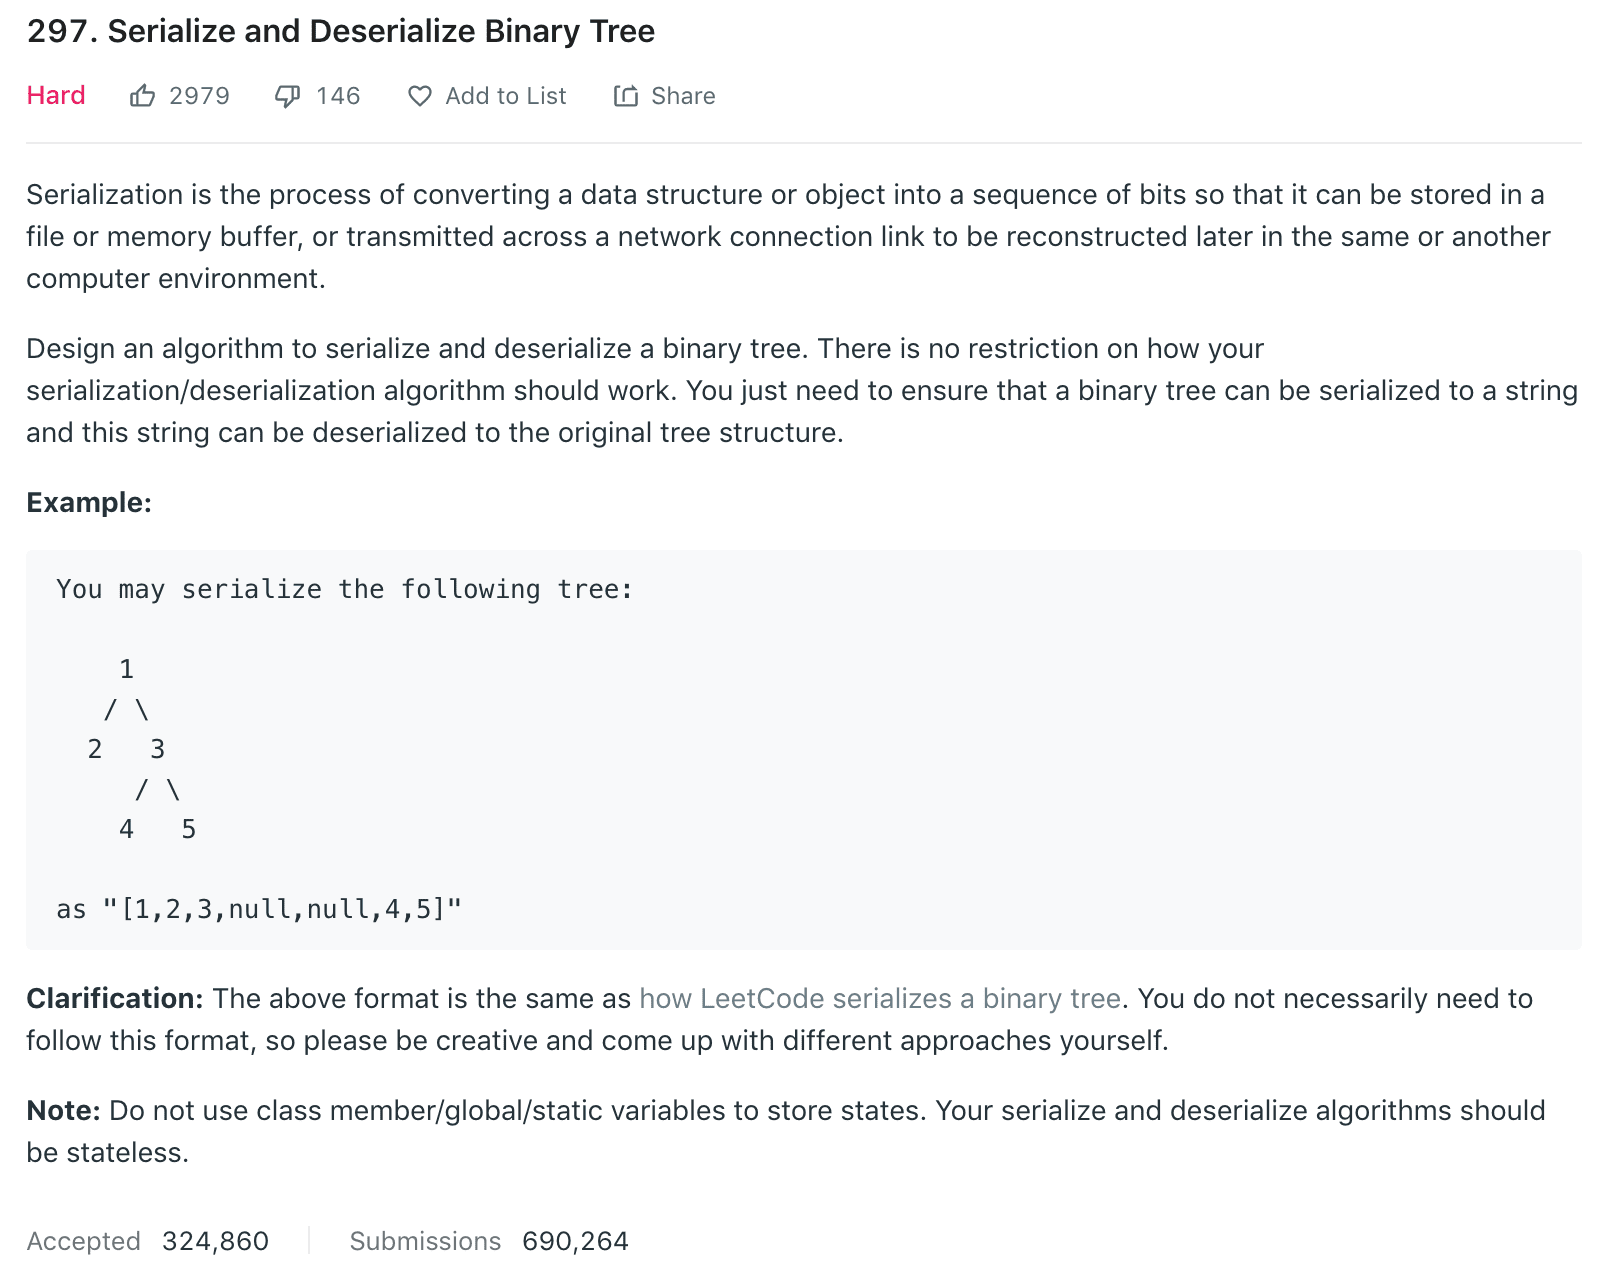 297. Serialize and Deserialize Binary Tree
Hard 2979 146 Add to List Share
Serialization is the process of converting a data structure or object into a sequence of bits so that it can be stored in a
file or memory buffer, or transmitted across a network connection link to be reconstructed later in the same or another
computer environment.
Design an algorithm to serialize and deserialize a binary tree. There is no restriction on how your
serialization/deserialization algorithm should work. You just need to ensure that a binary tree can be serialized to a string
and this string can be deserialized to the original tree structure.
Example:
You may serialize the following tree:
1
/ \
2 3
/ \
4 5
as "[1,2,3,null,null,4,5]"
Clarification: The above format is the same as how LeetCode serializes a binary tree. You do not necessarily need to
follow this format, so please be creative and come up with different approaches yourself.
Note: Do not use class member/global/static variables to store states. Your serialize and deserialize algorithms should
be stateless.
Accepted 324,860 Submissions 690,264